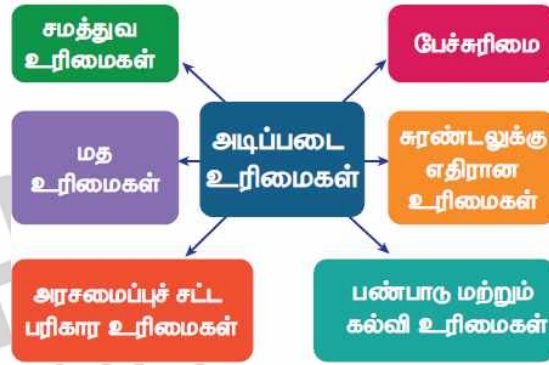 சமத்துவ
உரிமைகள்
பேச்சுரிமை
அடிப்படை
உரிமைகள்
மத
உரிமைகள்
சுரண்டலுக்கு
எதிரான
உரிமைகள்
அரசமைப்புச் சட்ட
பரிகார உரிமைகள்
பண்பாடு மற்றும்
கல்வி உரிமைகள்